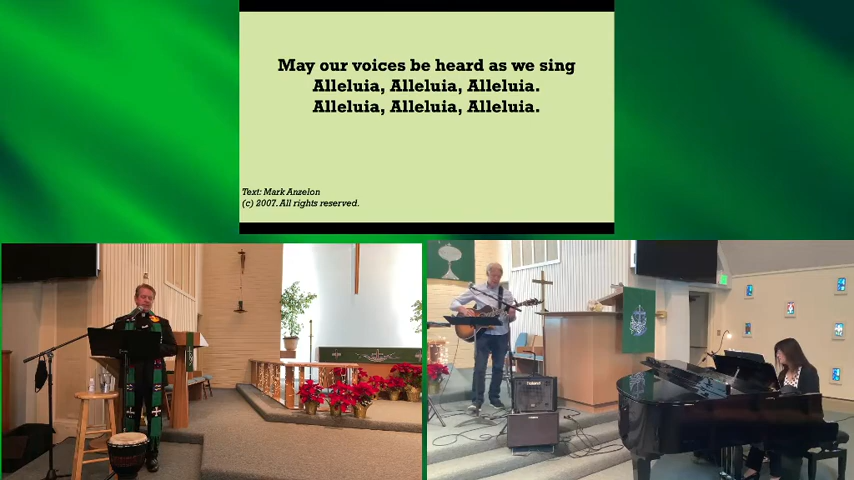 May our voices be heard as we sing
Alleluia, Alleluia, Alleluia.
Alleluia, Alleluia, Alleluia.
Text: Mark Anzelon
(c) 2007. All rights reserved.
Roland